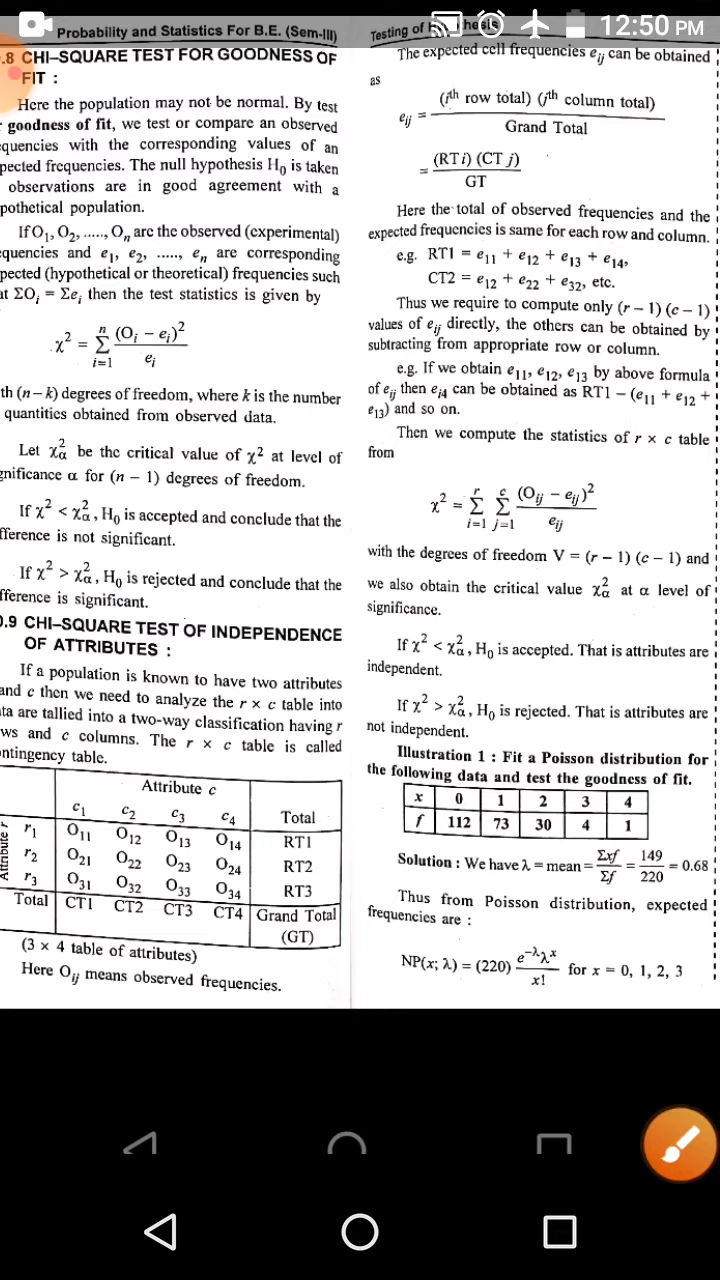 Probability and Statistics For B.E. (Sem-III)
.8 CHI–SQUARE TEST FOR GOODNESS OF
FIT :
Here the population may not be normal. By test
goodness of fit, we test or compare an observed
quencies with the corresponding values of an
pected frequencies. The null hypothesis H₀ is taken
observations are in good agreement with a
pothetical population.
If O₁, O₂, ....., Oₙ are the observed (experimental)
equencies and e₁, e₂, ....., eₙ are corresponding
pected (hypothetical or theoretical) frequencies such
at ΣOᵢ = Σeᵢ then the test statistics is given by
χ² = Σⁿᵢ₌₁ (Oᵢ − eᵢ)² / eᵢ
th (n – k) degrees of freedom, where k is the number
quantities obtained from observed data.
Let χ²α be the critical value of χ² at level of
gnificance α for (n – 1) degrees of freedom.
If χ² < χ²α, H₀ is accepted and conclude that the
fference is not significant.
If χ² > χ²α, H₀ is rejected and conclude that the
fference is significant.
0.9 CHI–SQUARE TEST OF INDEPENDENCE
OF ATTRIBUTES :
If a population is known to have two attributes
and c then we need to analyze the r × c table into
ta are tallied into a two-way classification having r
ws and c columns. The r × c table is called
ontingency table.
Attribute c
c₁ c₂ c₃ c₄ Total
Attribute r
r₁ O₁₁ O₁₂ O₁₃ O₁₄ RT1
r₂ O₂₁ O₂₂ O₂₃ O₂₄ RT2
r₃ O₃₁ O₃₂ O₃₃ O₃₄ RT3
Total CT1 CT2 CT3 CT4 Grand Total
(GT)
(3 × 4 table of attributes)
Here Oᵢⱼ means observed frequencies.
Testing of
12:50 PM
The expected cell frequencies eᵢⱼ can be obtained
as
eᵢⱼ = (iᵗʰ row total) (jᵗʰ column total) / Grand Total
= (RT i) (CT j) / GT
Here the total of observed frequencies and the
expected frequencies is same for each row and column.
e.g. RT1 = e₁₁ + e₁₂ + e₁₃ + e₁₄,
CT2 = e₁₂ + e₂₂ + e₃₂, etc.
Thus we require to compute only (r – 1) (c – 1)
values of eᵢⱼ directly, the others can be obtained by
subtracting from appropriate row or column.
e.g. If we obtain e₁₁, e₁₂, e₁₃ by above formula
of eᵢⱼ then eᵢ₄ can be obtained as RT1 – (e₁₁ + e₁₂ +
e₁₃) and so on.
Then we compute the statistics of r × c table
from
χ² = Σʳᵢ₌₁ Σᶜⱼ₌₁ (Oᵢⱼ − eᵢⱼ)² / eᵢⱼ
with the degrees of freedom V = (r – 1) (c – 1) and
we also obtain the critical value χ²α at α level of
significance.
If χ² < χ²α, H₀ is accepted. That is attributes are
independent.
If χ² > χ²α, H₀ is rejected. That is attributes are
not independent.
Illustration 1 : Fit a Poisson distribution for
the following data and test the goodness of fit.
x 0 1 2 3 4
f 112 73 30 4 1
Solution : We have λ = mean = Σxf / Σf = 149 / 220 = 0.68
Thus from Poisson distribution, expected
frequencies are :
NP(x; λ) = (220) e^−λ λˣ / x! for x = 0, 1, 2, 3